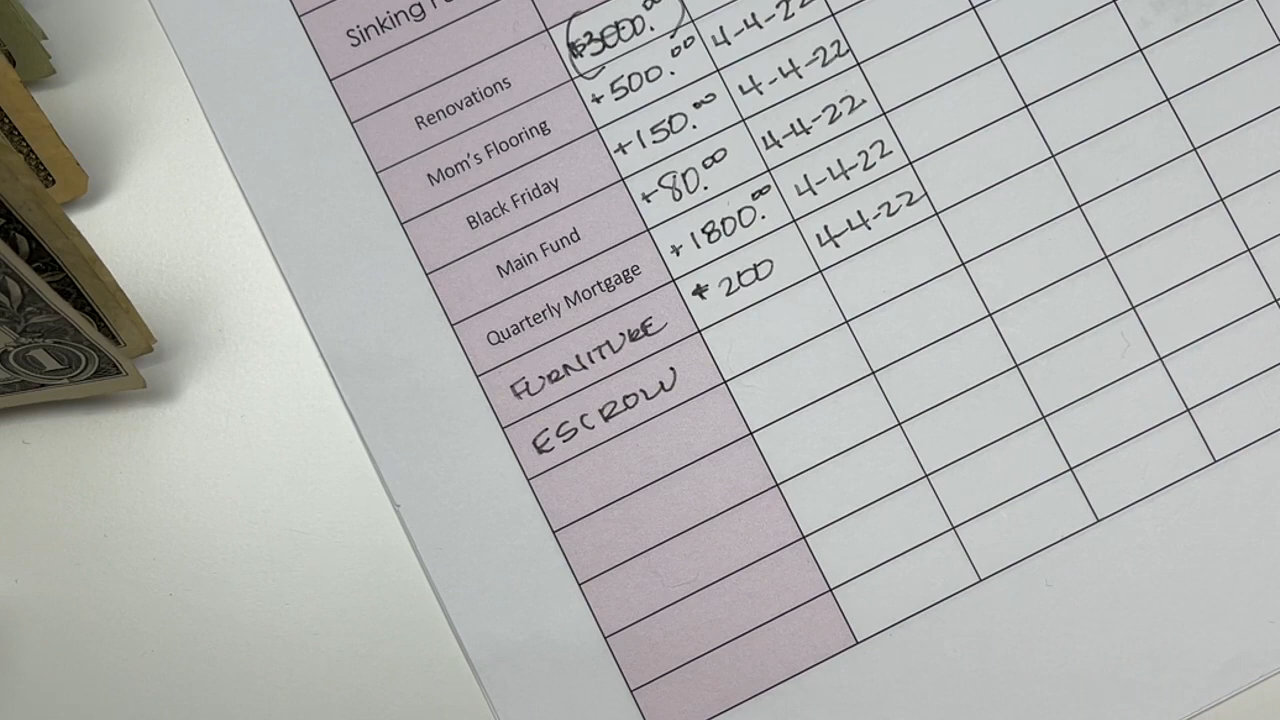 Sinking
Renovations $3000.00
Mom's Flooring +500.00 4-4-22
Black Friday +150.00 4-4-22
Main Fund +80.00 4-4-22
Quarterly Mortgage +1800.00 4-4-22
FURNITURE +200 4-4-22
ESCROW